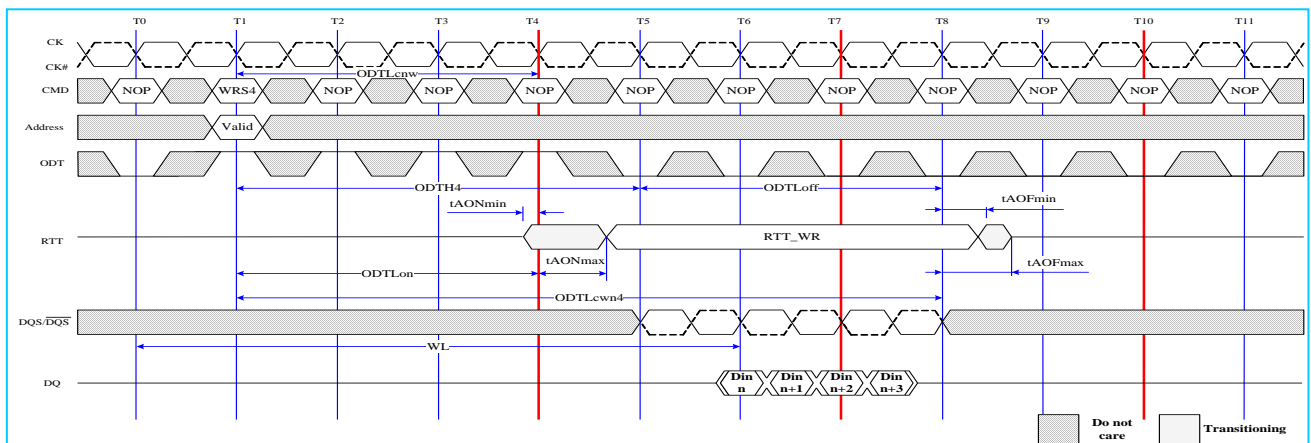 T0 T1 T2 T3 T4 T5 T6 T7 T8 T9 T10 T11
CK
CK#
ODTLcnw
CMD NOP WRS4 NOP NOP NOP NOP NOP NOP NOP NOP NOP NOP
Address Valid
ODT
ODTH4 ODTLoff
tAONmin tAOFmin
RTT RTT_WR
tAONmax tAOFmax
ODTLon
ODTLcwn4
DQS/DQS
WL
DQ Din n Din n+1 Din n+2 Din n+3
Do not care Transitioning